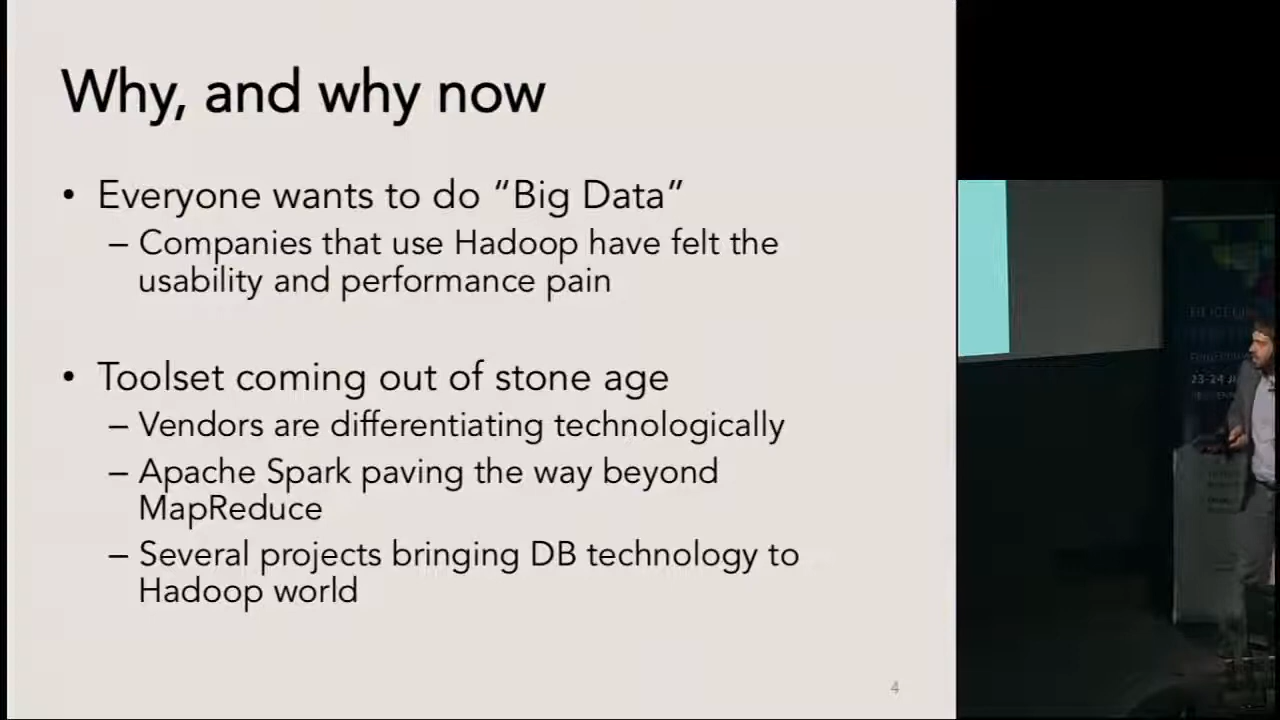 Why, and why now
• Everyone wants to do “Big Data”
– Companies that use Hadoop have felt the
usability and performance pain
• Toolset coming out of stone age
– Vendors are differentiating technologically
– Apache Spark paving the way beyond
MapReduce
– Several projects bringing DB technology to
Hadoop world
4
23-24